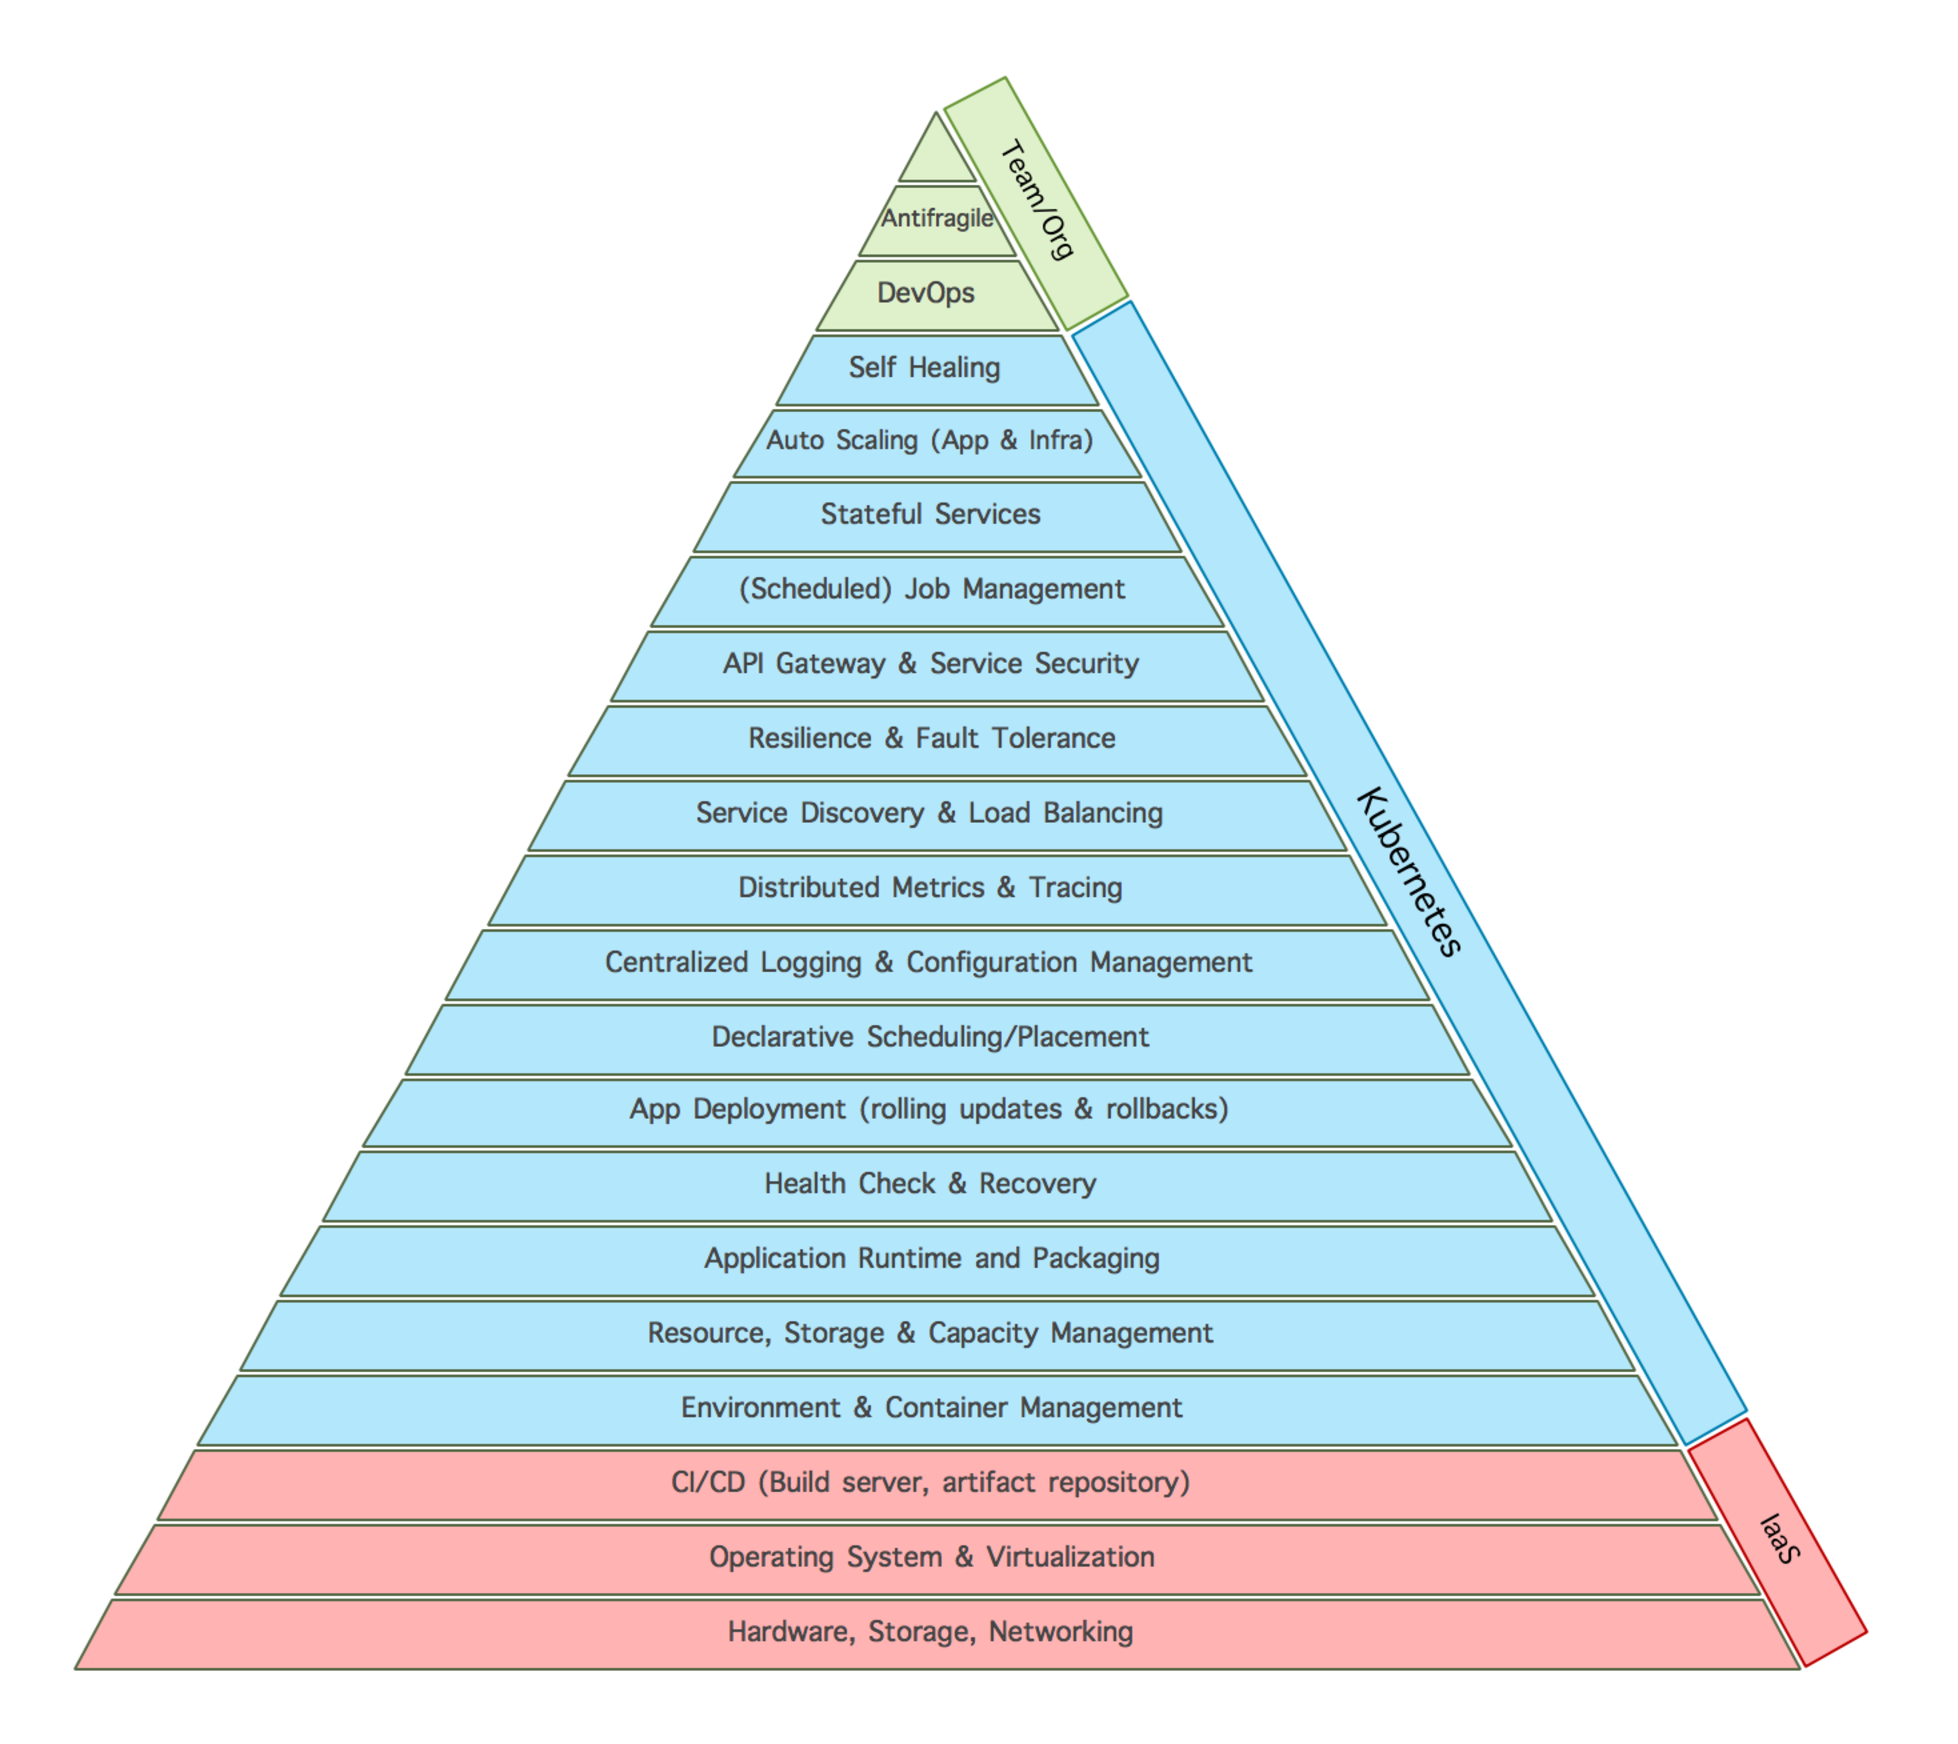 Team/Org
Antifragile
DevOps
Self Healing
Auto Scaling (App & Infra)
Stateful Services
(Scheduled) Job Management
API Gateway & Service Security
Resilience & Fault Tolerance
Service Discovery & Load Balancing
Kubernetes
Distributed Metrics & Tracing
Centralized Logging & Configuration Management
Declarative Scheduling/Placement
App Deployment (rolling updates & rollbacks)
Health Check & Recovery
Application Runtime and Packaging
Resource, Storage & Capacity Management
Environment & Container Management
CI/CD (Build server, artifact repository)
IaaS
Operating System & Virtualization
Hardware, Storage, Networking